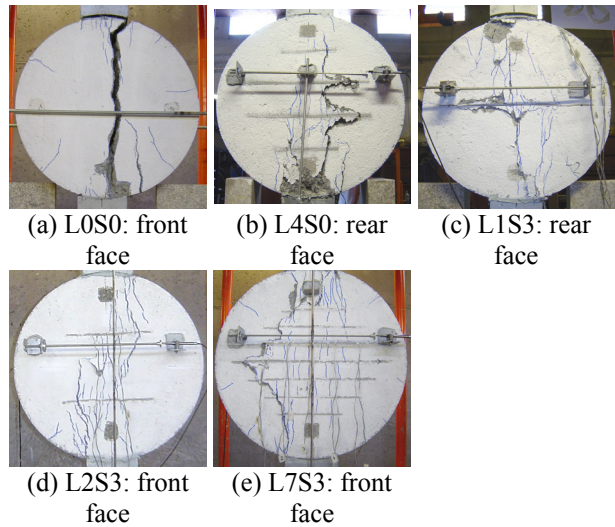 (a) L0S0: front
face
(b) L4S0: rear
face
(c) L1S3: rear
face
(d) L2S3: front
face
(e) L7S3: front
face